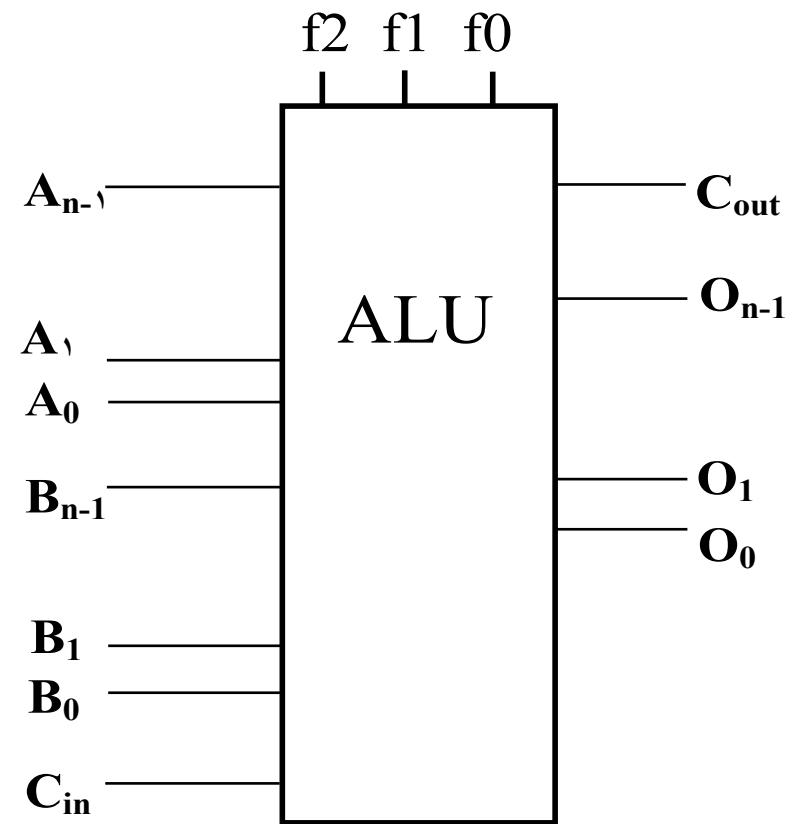 f2 f1 f0
An-١
Cout
On-1
ALU
A١
A0
Bn-1
O1
O0
B1
B0
Cin